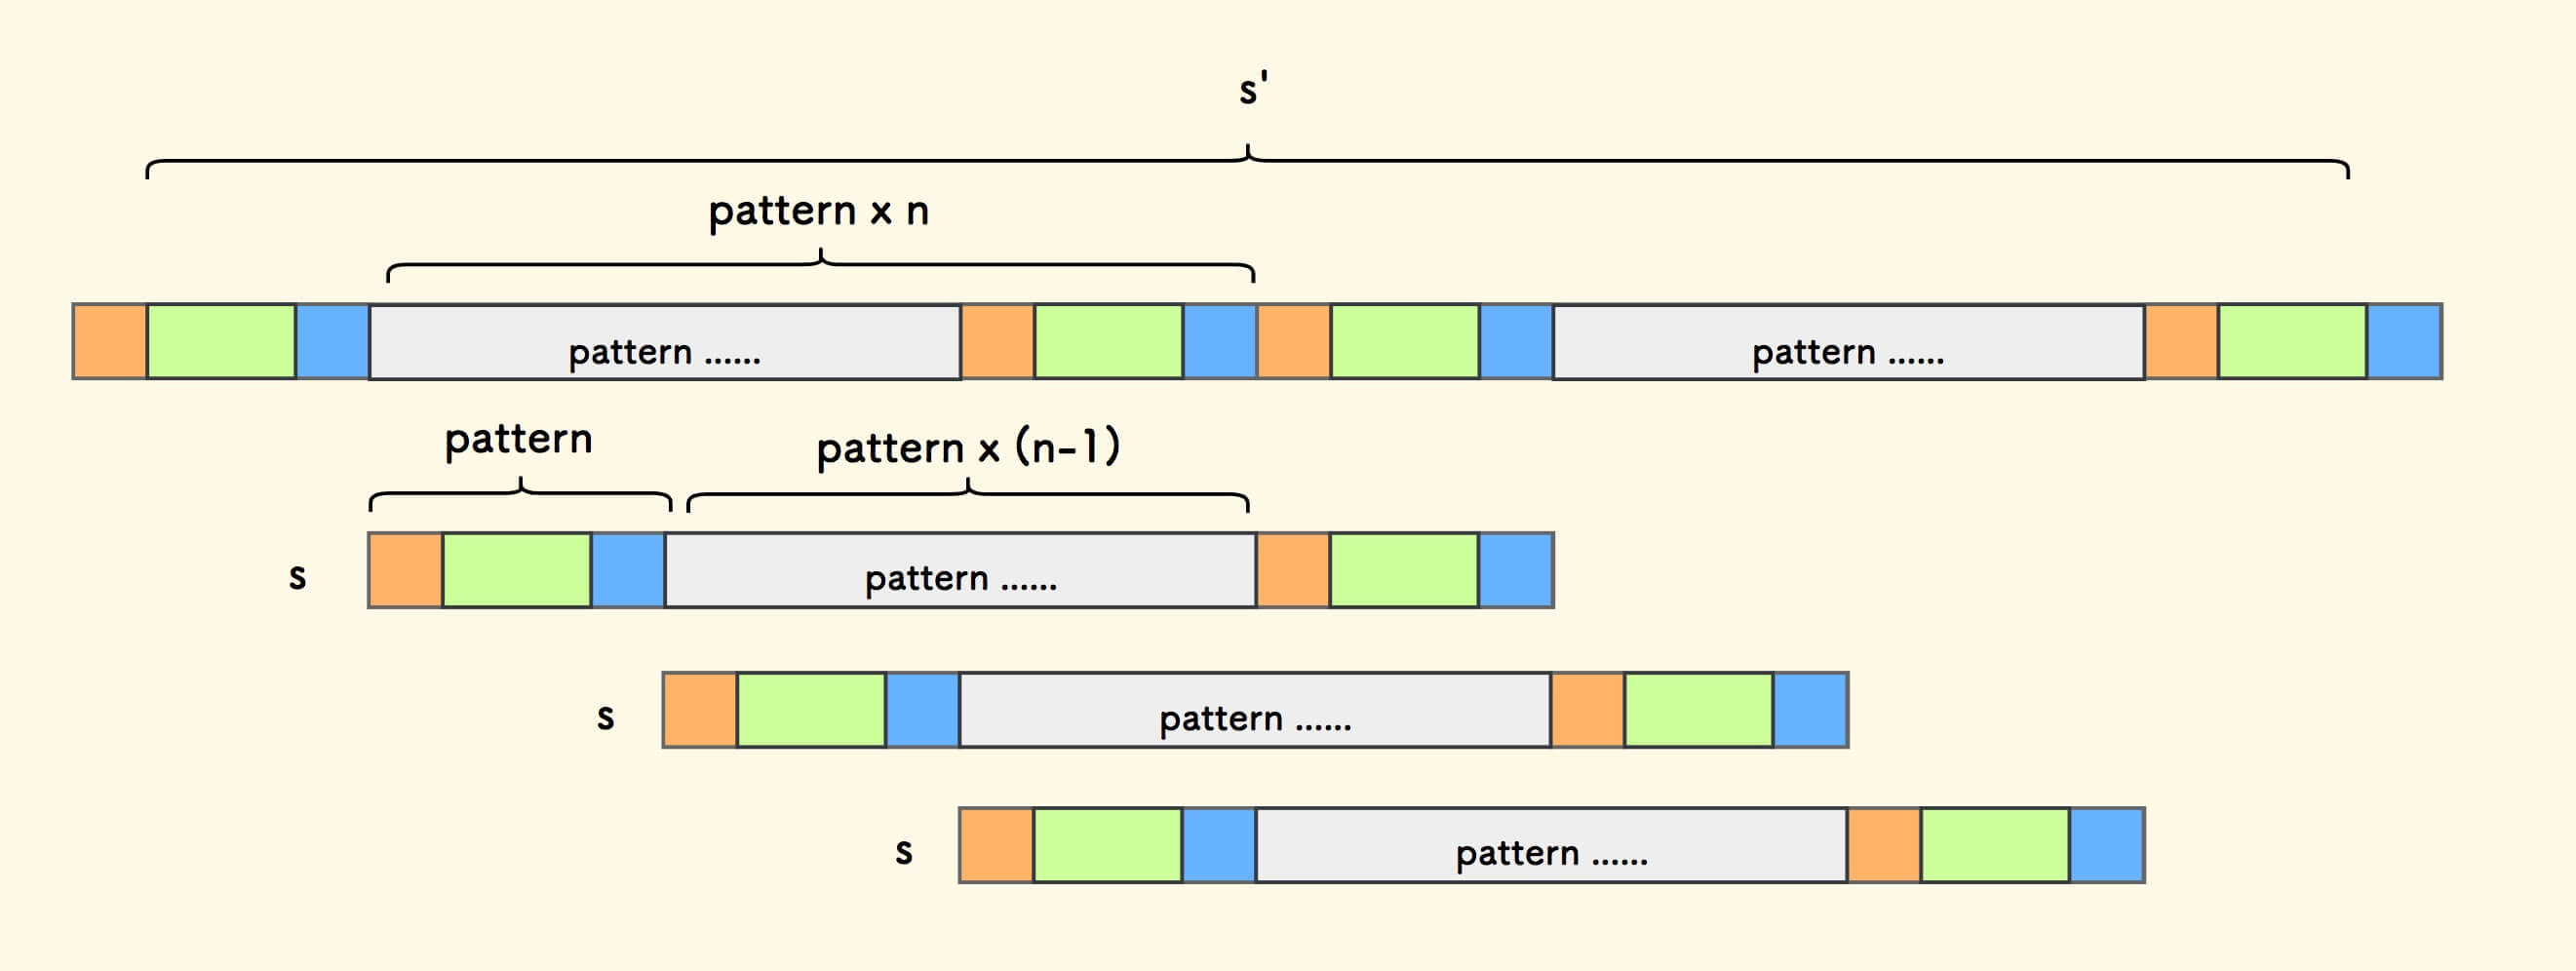 s'
pattern x n
pattern ...... pattern ......
pattern pattern x (n-1)
s pattern ......
s pattern ......
s pattern ......